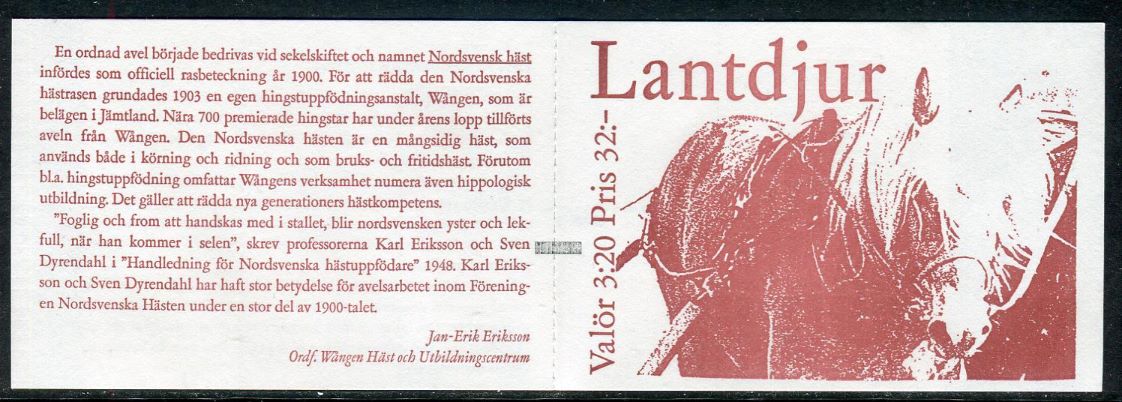 En ordnad avel började bedrivas vid sekelskiftet och namnet Nordsvensk häst
infördes som officiell rasbeteckning år 1900. För att rädda den Nordsvenska
hästrasen grundades 1903 en egen hingstuppfödningsanstalt, Wången, som är
belägen i Jämtland. Nära 700 premierade hingstar har under årens lopp tillförts
aveln från Wången. Den Nordsvenska hästen är en mångsidig häst, som
används både i körning och ridning och som bruks- och fritidshäst. Förutom
bl.a. hingstuppfödning omfattar Wångens verksamhet numera även hippologisk
utbildning. Det gäller att rädda nya generationers hästkompetens.
"Foglig och from att handskas med i stallet, blir nordsvensken yster och lek-
full, när han kommer i selen", skrev professorerna Karl Eriksson och Sven
Dyrendahl i "Handledning för Nordsvenska hästuppfödare" 1948. Karl Eriks-
son och Sven Dyrendahl har haft stor betydelse för avelsarbetet inom Förening-
en Nordsvenska Hästen under en stor del av 1900-talet.
Jan-Erik Eriksson
Ordf. Wången Häst och Utbildningscentrum
Lantdjur
Valör 3:20 Pris 32:-